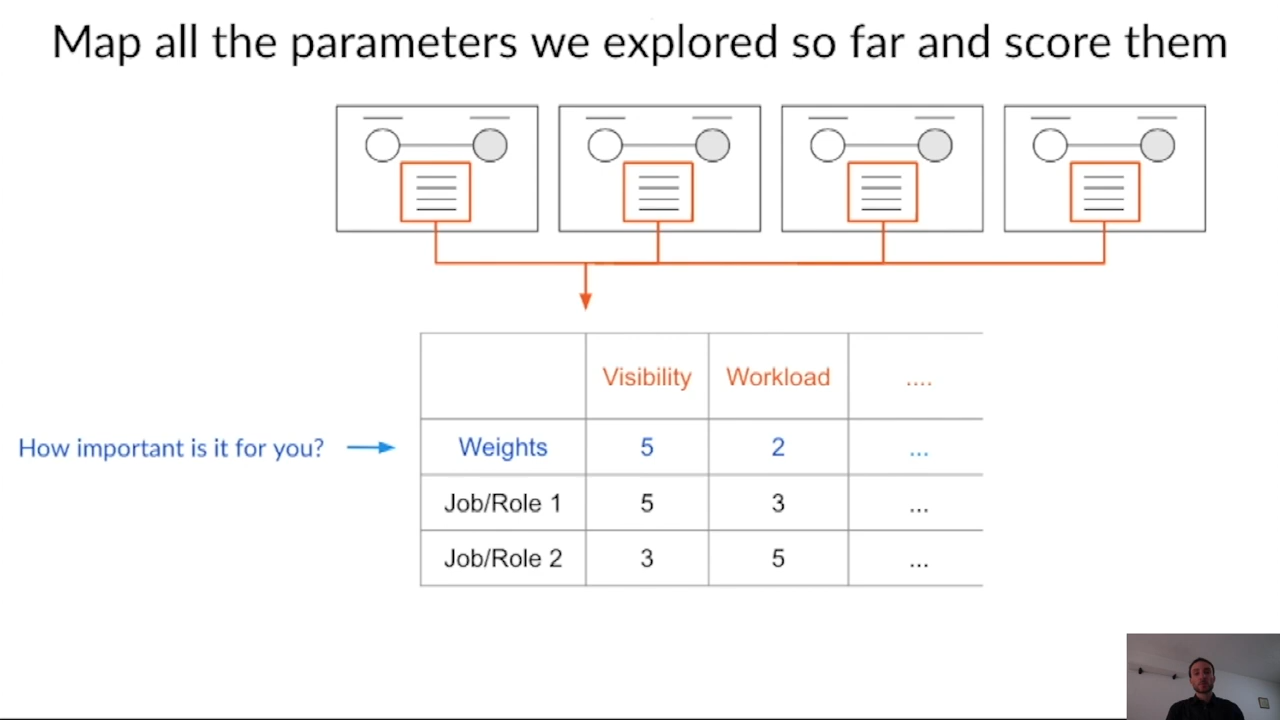 Map all the parameters we explored so far and score them
Visibility Workload ....
How important is it for you? Weights 5 2 ...
Job/Role 1 5 3 ...
Job/Role 2 3 5 ...